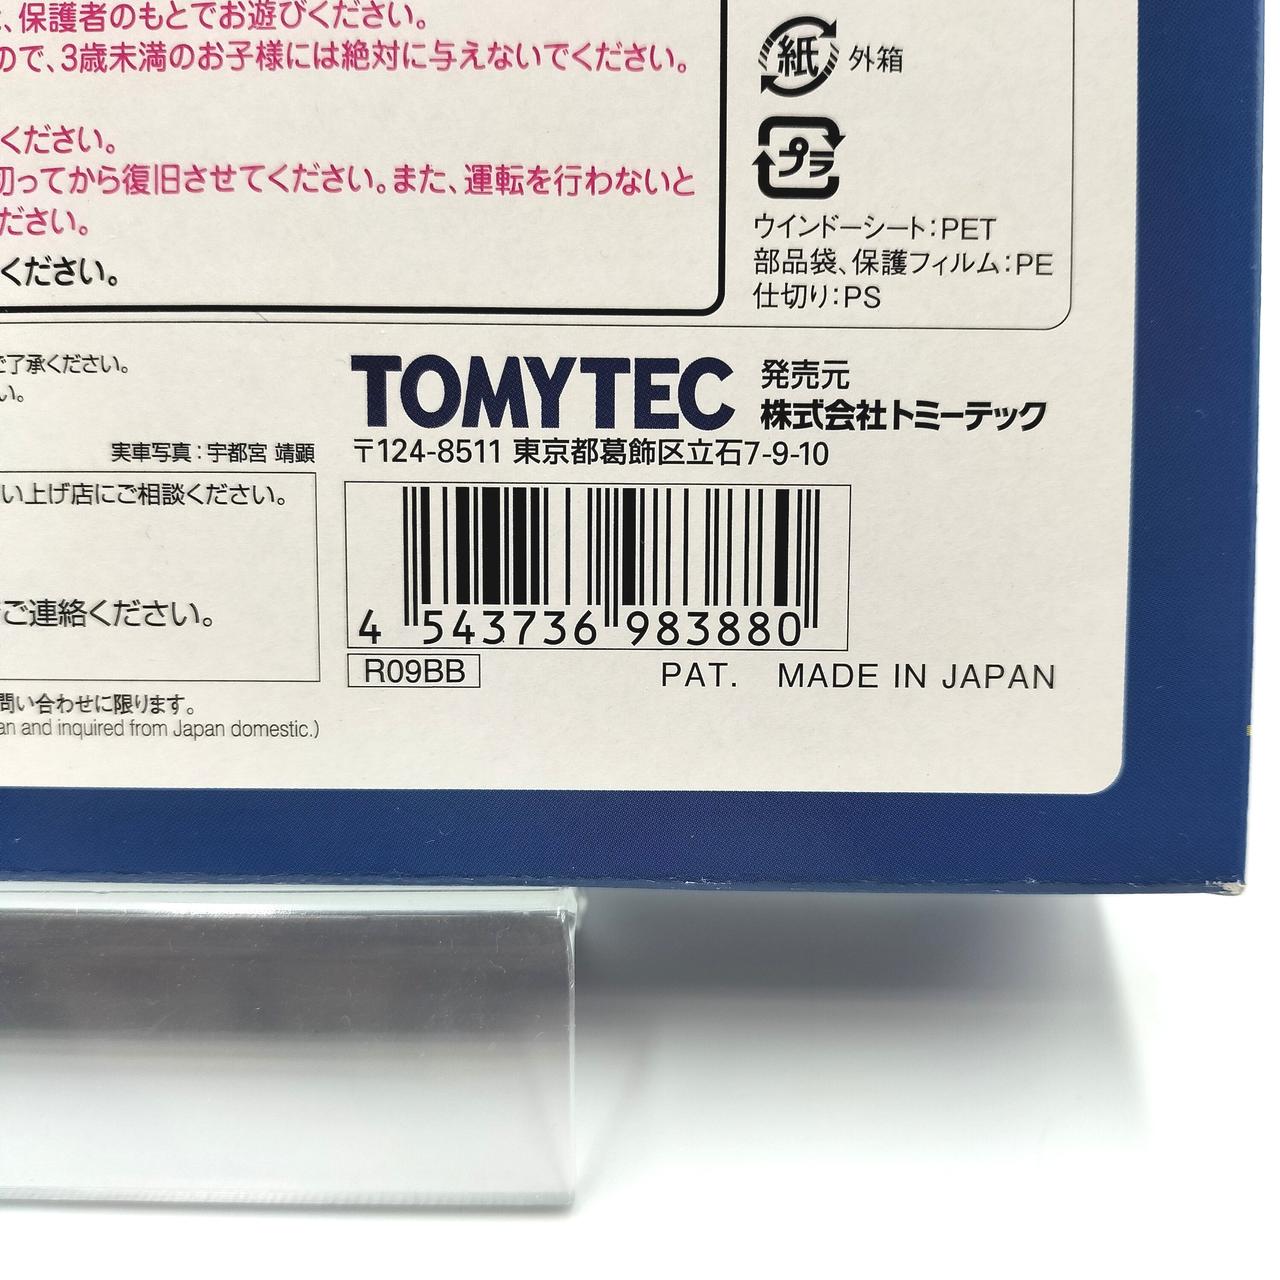 、保護者のもとでお遊びください。
ので、3歳未満のお子様には絶対に与えないでください。
ください。
切ってから復旧させてください。また、運転を行わないと
ださい。
ください。
紙 外箱
プラ
ウインドーシート:PET
部品袋、保護フィルム:PE
仕切り:PS
ご了承ください。
い。
実車写真:宇都宮 靖顕
い上げ店にご相談ください。
ご連絡ください。
問い合わせに限ります。
an and inquired from Japan domestic.)
TOMYTEC 発売元
株式会社トミーテック
〒124-8511 東京都葛飾区立石7-9-10
4 543736 983880
R09BB
PAT. MADE IN JAPAN